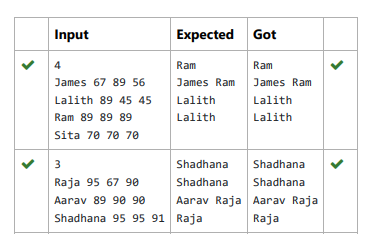 Input Expected Got
4 Ram Ram
James 67 89 56 James Ram James Ram
Lalith 89 45 45 Lalith Lalith
Ram 89 89 89 Lalith Lalith
Sita 70 70 70
3 Shadhana Shadhana
Raja 95 67 90 Shadhana Shadhana
Aarav 89 90 90 Aarav Raja Aarav Raja
Shadhana 95 95 91 Raja Raja